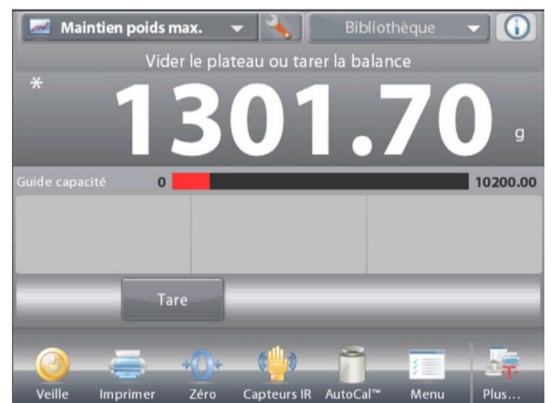 Maintien poids max. Bibliothèque
Vider le plateau ou tarer la balance
* 1301.70 g
Guide capacité 0 10200.00
Tare
Veille Imprimer Zéro Capteurs IR AutoCal™ Menu Plus...